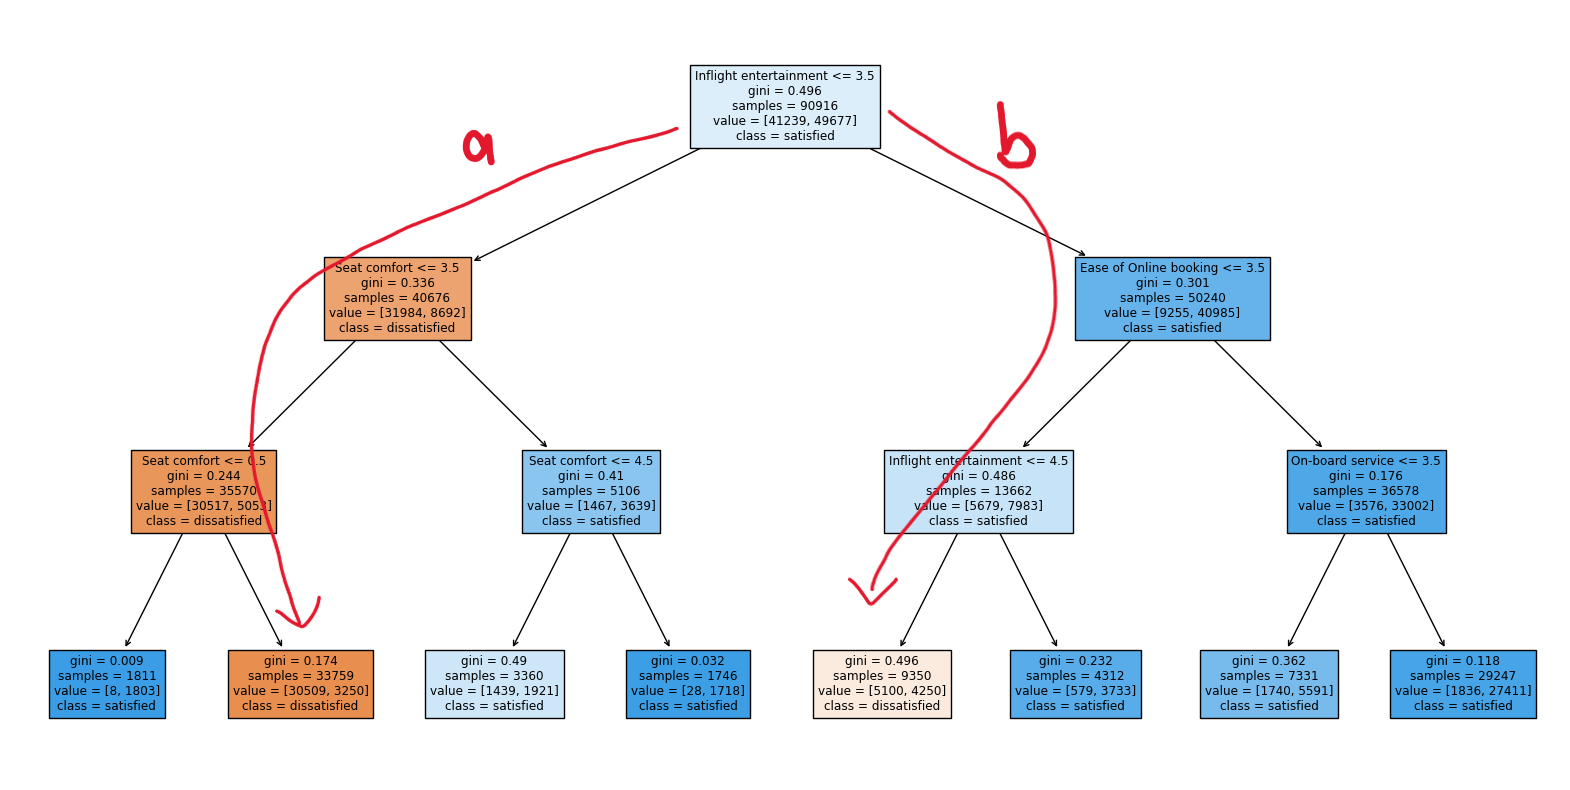 Inflight entertainment <= 3.5
gini = 0.496
samples = 90916
value = [41239, 49677]
class = satisfied
a
b
Seat comfort <= 3.5
gini = 0.336
samples = 40676
value = [31984, 8692]
class = dissatisfied
Ease of Online booking <= 3.5
gini = 0.301
samples = 50240
value = [9255, 40985]
class = satisfied
Seat comfort <= 0.5
gini = 0.244
samples = 35570
value = [30517, 5053]
class = dissatisfied
Seat comfort <= 4.5
gini = 0.41
samples = 5106
value = [1467, 3639]
class = satisfied
Inflight entertainment <= 4.5
gini = 0.486
samples = 13662
value = [5679, 7983]
class = satisfied
On-board service <= 3.5
gini = 0.176
samples = 36578
value = [3576, 33002]
class = satisfied
gini = 0.009
samples = 1811
value = [8, 1803]
class = satisfied
gini = 0.174
samples = 33759
value = [30509, 3250]
class = dissatisfied
gini = 0.49
samples = 3360
value = [1439, 1921]
class = satisfied
gini = 0.032
samples = 1746
value = [28, 1718]
class = satisfied
gini = 0.496
samples = 9350
value = [5100, 4250]
class = dissatisfied
gini = 0.232
samples = 4312
value = [579, 3733]
class = satisfied
gini = 0.362
samples = 7331
value = [1740, 5591]
class = satisfied
gini = 0.118
samples = 29247
value = [1836, 27411]
class = satisfied